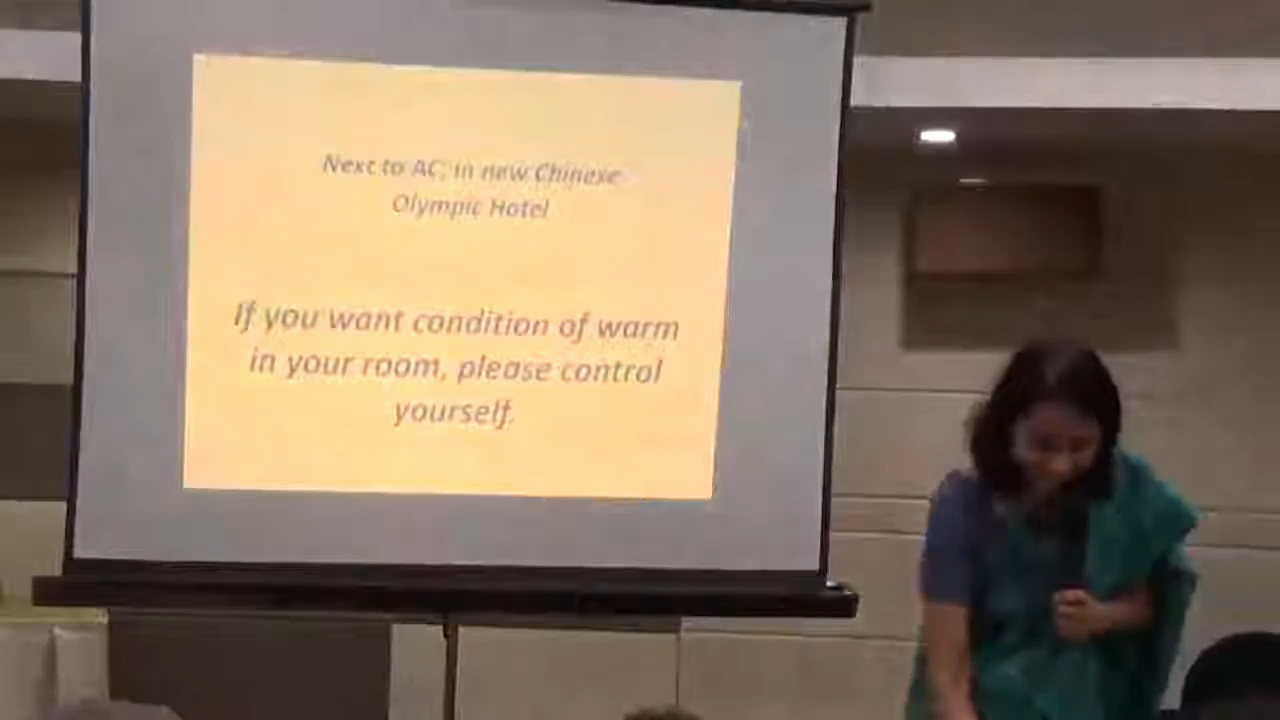 Next to AC: in new Chinese
Olympic Hotel
If you want condition of warm
in your room, please control
yourself.